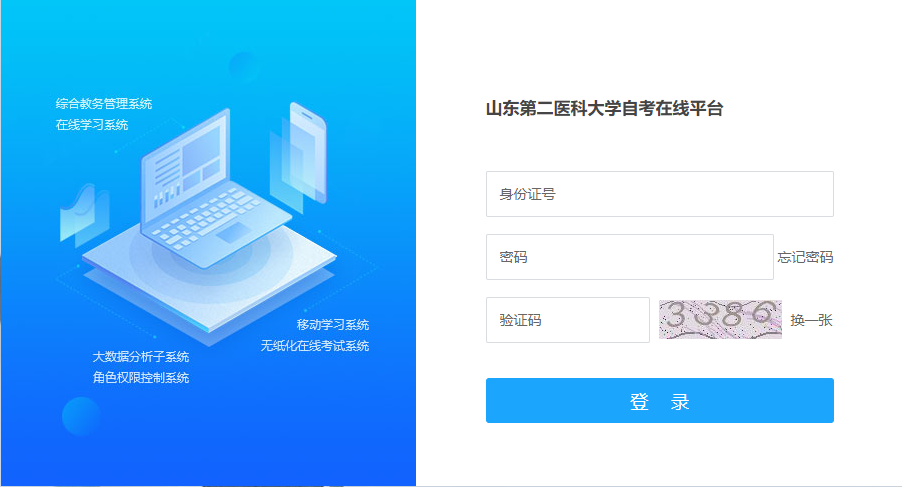 综合教务管理系统
在线学习系统
移动学习系统
无纸化在线考试系统
大数据分析子系统
角色权限控制系统
山东第二医科大学自考在线平台
身份证号
密码
忘记密码
验证码
3386
换一张
登 录